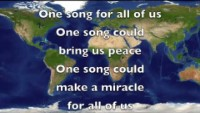 One song for all of us
One song could
bring us peace
One song could
make a miracle
for all of us